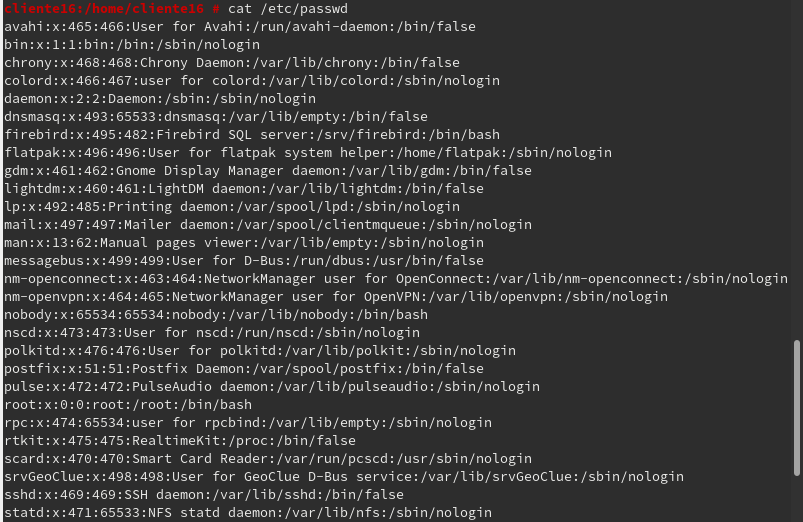 cliente16:/home/cliente16 # cat /etc/passwd
avahi:x:465:466:User for Avahi:/run/avahi-daemon:/bin/false
bin:x:1:1:bin:/bin:/sbin/nologin
chrony:x:468:468:Chrony Daemon:/var/lib/chrony:/bin/false
colord:x:466:467:user for colord:/var/lib/colord:/sbin/nologin
daemon:x:2:2:Daemon:/sbin:/sbin/nologin
dnsmasq:x:493:65533:dnsmasq:/var/lib/empty:/bin/false
firebird:x:495:482:Firebird SQL server:/srv/firebird:/bin/bash
flatpak:x:496:496:User for flatpak system helper:/home/flatpak:/sbin/nologin
gdm:x:461:462:Gnome Display Manager daemon:/var/lib/gdm:/bin/false
lightdm:x:460:461:LightDM daemon:/var/lib/lightdm:/bin/false
lp:x:492:485:Printing daemon:/var/spool/lpd:/sbin/nologin
mail:x:497:497:Mailer daemon:/var/spool/clientmqueue:/sbin/nologin
man:x:13:62:Manual pages viewer:/var/lib/empty:/sbin/nologin
messagebus:x:499:499:User for D-Bus:/run/dbus:/usr/bin/false
nm-openconnect:x:463:464:NetworkManager user for OpenConnect:/var/lib/nm-openconnect:/sbin/nologin
nm-openvpn:x:464:465:NetworkManager user for OpenVPN:/var/lib/openvpn:/sbin/nologin
nobody:x:65534:65534:nobody:/var/lib/nobody:/bin/bash
nscd:x:473:473:User for nscd:/run/nscd:/sbin/nologin
polkitd:x:476:476:User for polkitd:/var/lib/polkit:/sbin/nologin
postfix:x:51:51:Postfix Daemon:/var/spool/postfix:/bin/false
pulse:x:472:472:PulseAudio daemon:/var/lib/pulseaudio:/sbin/nologin
root:x:0:0:root:/root:/bin/bash
rpc:x:474:65534:user for rpcbind:/var/lib/empty:/sbin/nologin
rtkit:x:475:475:RealtimeKit:/proc:/bin/false
scard:x:470:470:Smart Card Reader:/var/run/pcscd:/usr/sbin/nologin
srvGeoClue:x:498:498:User for GeoClue D-Bus service:/var/lib/srvGeoClue:/sbin/nologin
sshd:x:469:469:SSH daemon:/var/lib/sshd:/bin/false
statd:x:471:65533:NFS statd daemon:/var/lib/nfs:/sbin/nologin